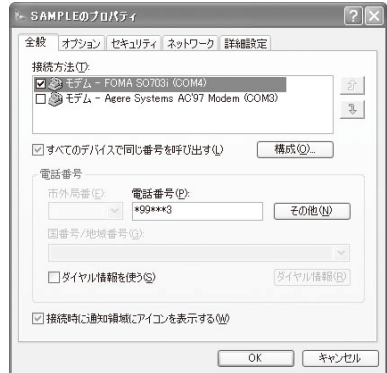 SAMPLEのプロパティ
全般 オプション セキュリティ ネットワーク 詳細設定
接続方法(T):
モデム - FOMA SO703i (COM4)
モデム - Agere Systems AC'97 Modem (COM3)
すべてのデバイスで同じ番号を呼び出す(L) 構成(O)...
電話番号
市外局番(E): 電話番号(P):
*99***3 その他(N)
国番号/地域番号(G):
ダイヤル情報を使う(S) ダイヤル情報(R)
接続時に通知領域にアイコンを表示する(W)
OK キャンセル